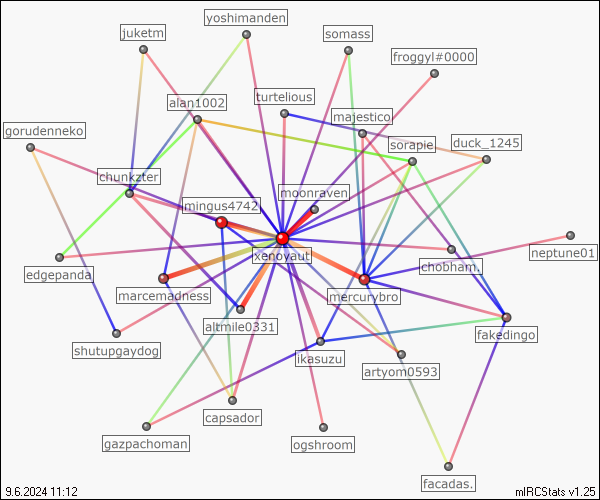 yoshimanden
juketm
somass
froggyl#0000
alan1002
turtelious
majestico
gorudenneko
sorapie
duck_1245
chunkzter
moonraven
mingus4742
xenoyaut
neptune01
edgepanda
chobham.
marcemadness
mercurybro
altmile0331
fakedingo
shutupgaydog
ikasuzu
artyom0593
capsador
gazpachoman
ogshroom
facadas.
9.6.2024 11:12
mIRCStats v1.25